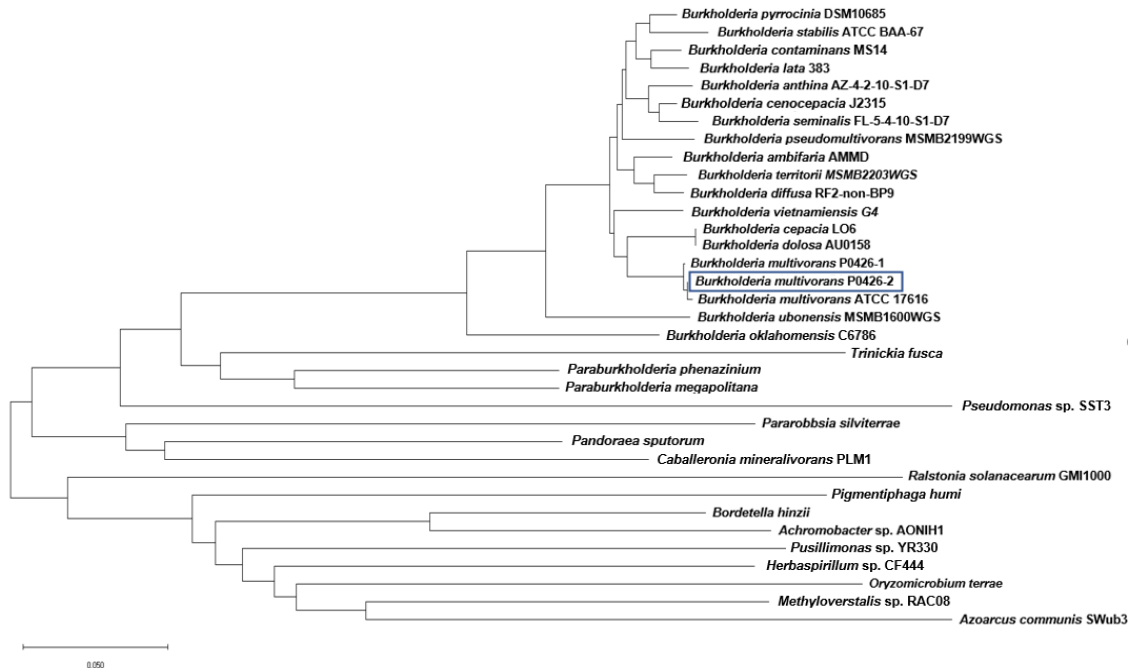 Burkholderia pyrrocinia DSM10685
Burkholderia stabilis ATCC BAA-67
Burkholderia contaminans MS14
Burkholderia lata 383
Burkholderia anthina AZ-4-2-10-S1-D7
Burkholderia cenocepacia J2315
Burkholderia seminalis FL-5-4-10-S1-D7
Burkholderia pseudomultivorans MSMB2199WGS
Burkholderia ambifaria AMMD
Burkholderia territorii MSMB2203WGS
Burkholderia diffusa RF2-non-BP9
Burkholderia vietnamiensis G4
Burkholderia cepacia LO6
Burkholderia dolosa AU0158
Burkholderia multivorans P0426-1
Burkholderia multivorans P0426-2
Burkholderia multivorans ATCC 17616
Burkholderia ubonensis MSMB1600WGS
Burkholderia oklahomensis C6786
Trinickia fusca
Paraburkholderia phenazinium
Paraburkholderia megapolitana
Pseudomonas sp. SST3
Pararobbsia silviterrae
Pandoraea sputorum
Caballeronia mineralivorans PLM1
Ralstonia solanacearum GMI1000
Pigmentiphaga humi
Bordetella hinzii
Achromobacter sp. AONIH1
Pusillimonas sp. YR330
Herbaspirillum sp. CF444
Oryzomicrobium terrae
Methyloverstalis sp. RAC08
Azoarcus communis SWub3
0.050